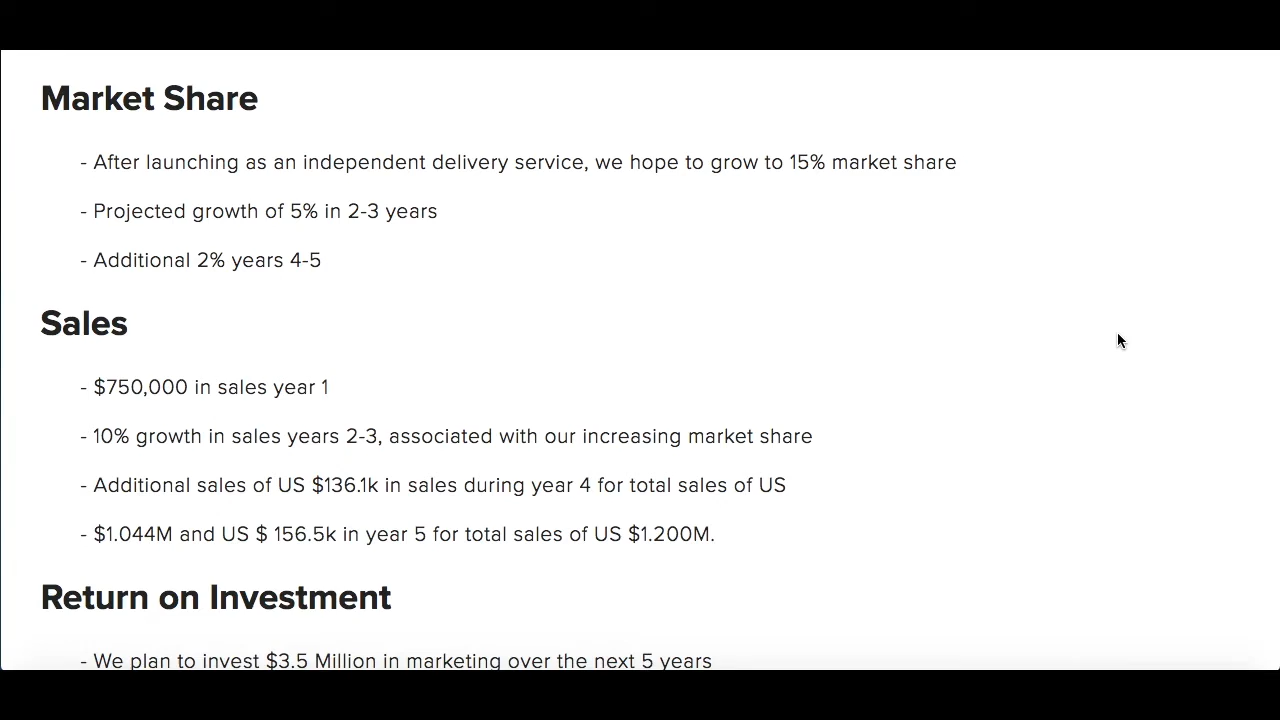 Market Share
- After launching as an independent delivery service, we hope to grow to 15% market share
- Projected growth of 5% in 2-3 years
- Additional 2% years 4-5
Sales
- $750,000 in sales year 1
- 10% growth in sales years 2-3, associated with our increasing market share
- Additional sales of US $136.1k in sales during year 4 for total sales of US
- $1.044M and US $ 156.5k in year 5 for total sales of US $1.200M.
Return on Investment
- We plan to invest $3.5 Million in marketing over the next 5 years